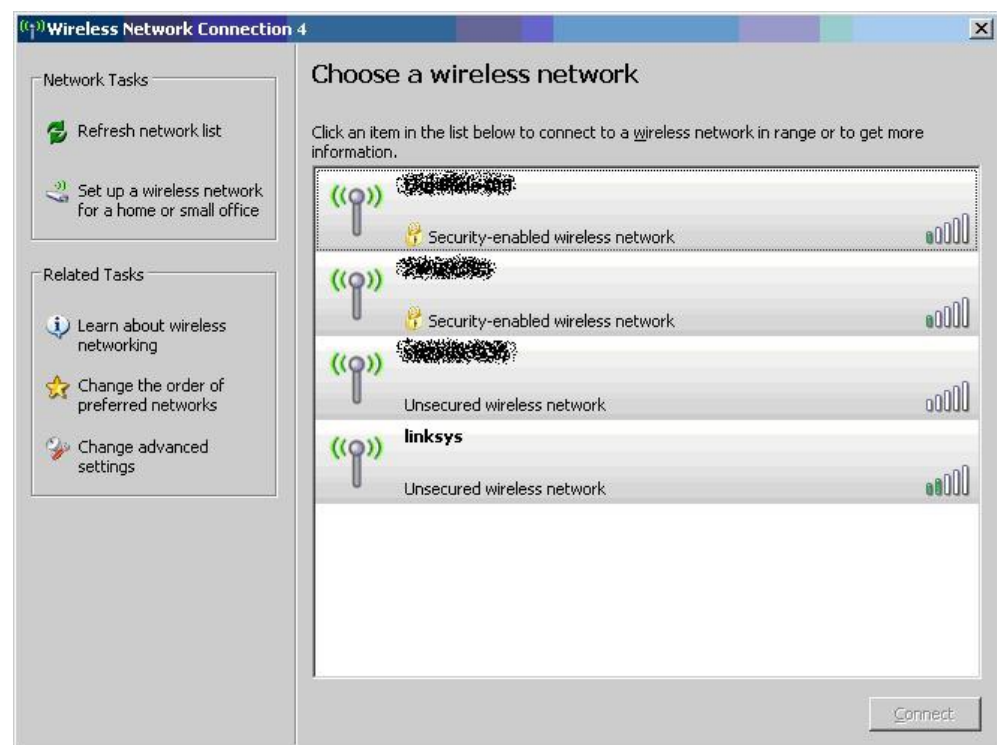 Wireless Network Connection 4
Network Tasks
Refresh network list
Set up a wireless network
for a home or small office
Related Tasks
Learn about wireless
networking
Change the order of
preferred networks
Change advanced
settings
Choose a wireless network
Click an item in the list below to connect to a wireless network in range or to get more
information.
Security-enabled wireless network
Security-enabled wireless network
Unsecured wireless network
linksys
Unsecured wireless network
Connect